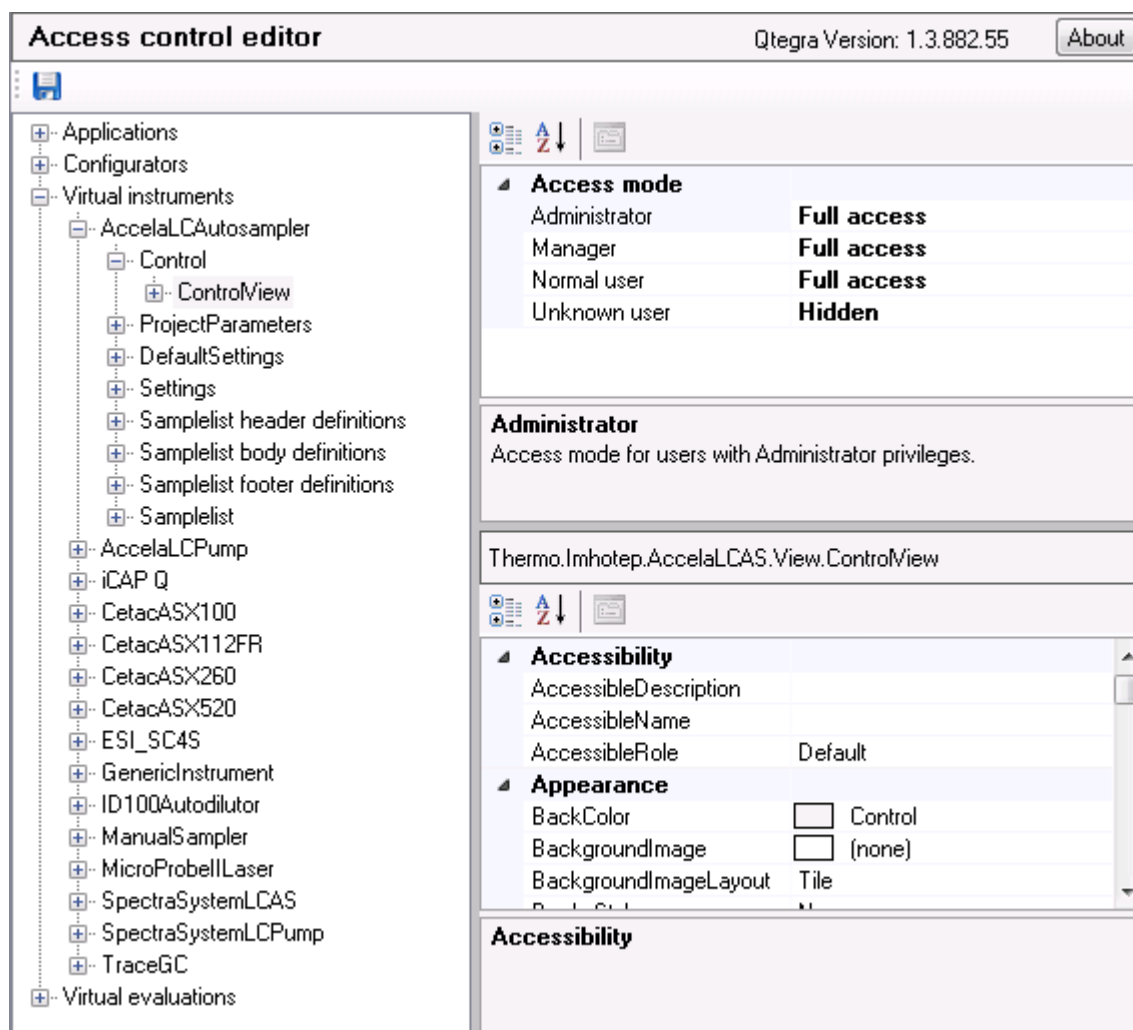 Access control editor
Qtegra Version: 1.3.882.55
About
Applications
Configurators
Virtual instruments
AccelaLCAutosampler
Control
ControlView
ProjectParameters
DefaultSettings
Settings
Samplelist header definitions
Samplelist body definitions
Samplelist footer definitions
Samplelist
AccelaLCPump
iCAP Q
CetacASX100
CetacASX112FR
CetacASX260
CetacASX520
ESI_SC4S
GenericInstrument
ID100Autodilutor
ManualSampler
MicroProbeIILaser
SpectraSystemLCAS
SpectraSystemLCPump
TraceGC
Virtual evaluations
Access mode
Administrator Full access
Manager Full access
Normal user Full access
Unknown user Hidden
Administrator
Access mode for users with Administrator privileges.
Thermo.Imhotep.AccelaLCAS.View.ControlView
Accessibility
AccessibleDescription
AccessibleName
AccessibleRole Default
Appearance
BackColor Control
BackgroundImage (none)
BackgroundImageLayout Tile
Accessibility